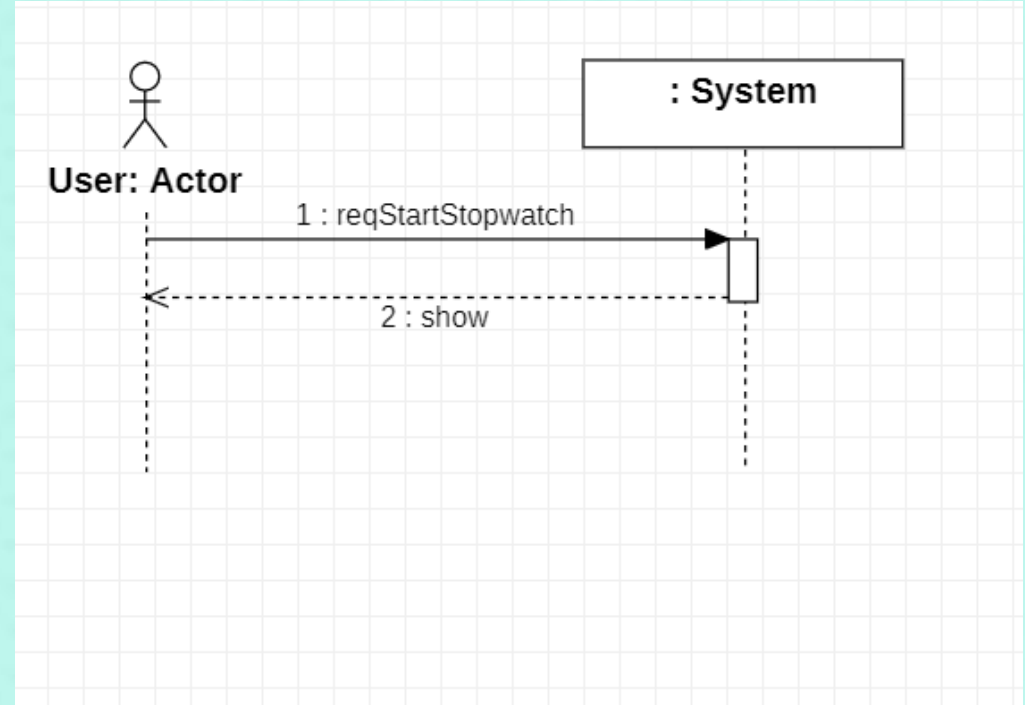 : System
User: Actor
1 : reqStartStopwatch
2 : show